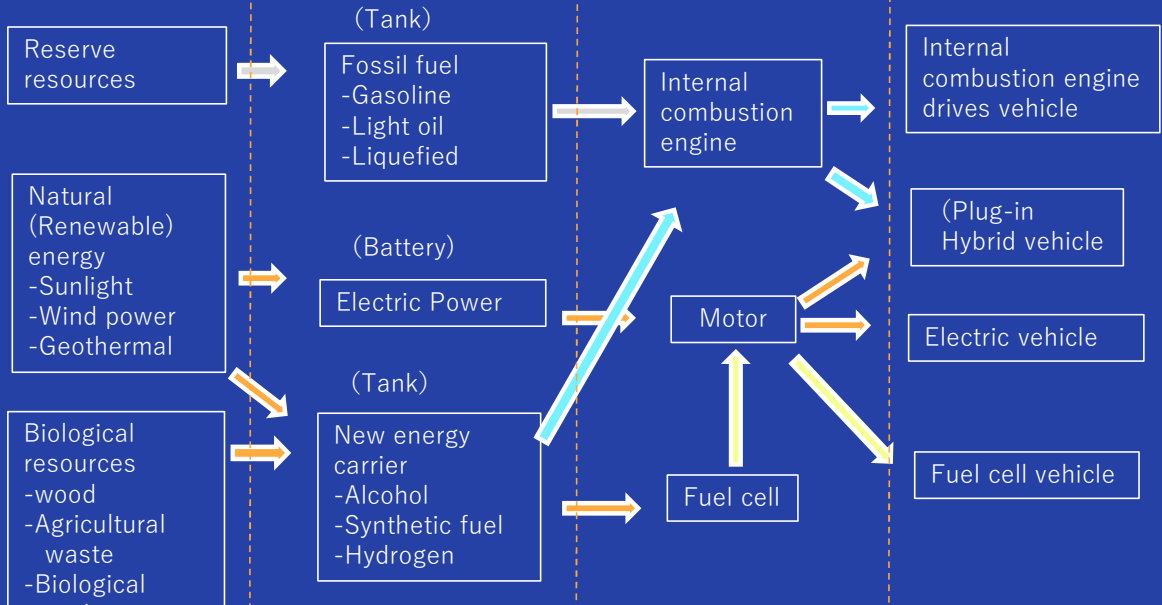 Reserve
resources
Natural
(Renewable)
energy
-Sunlight
-Wind power
-Geothermal
Biological
resources
-wood
-Agricultural
waste
-Biological
(Tank)
Fossil fuel
-Gasoline
-Light oil
-Liquefied
(Battery)
Electric Power
(Tank)
New energy
carrier
-Alcohol
-Synthetic fuel
-Hydrogen
Internal
combustion
engine
Motor
Fuel cell
Internal
combustion engine
drives vehicle
(Plug-in
Hybrid vehicle
Electric vehicle
Fuel cell vehicle